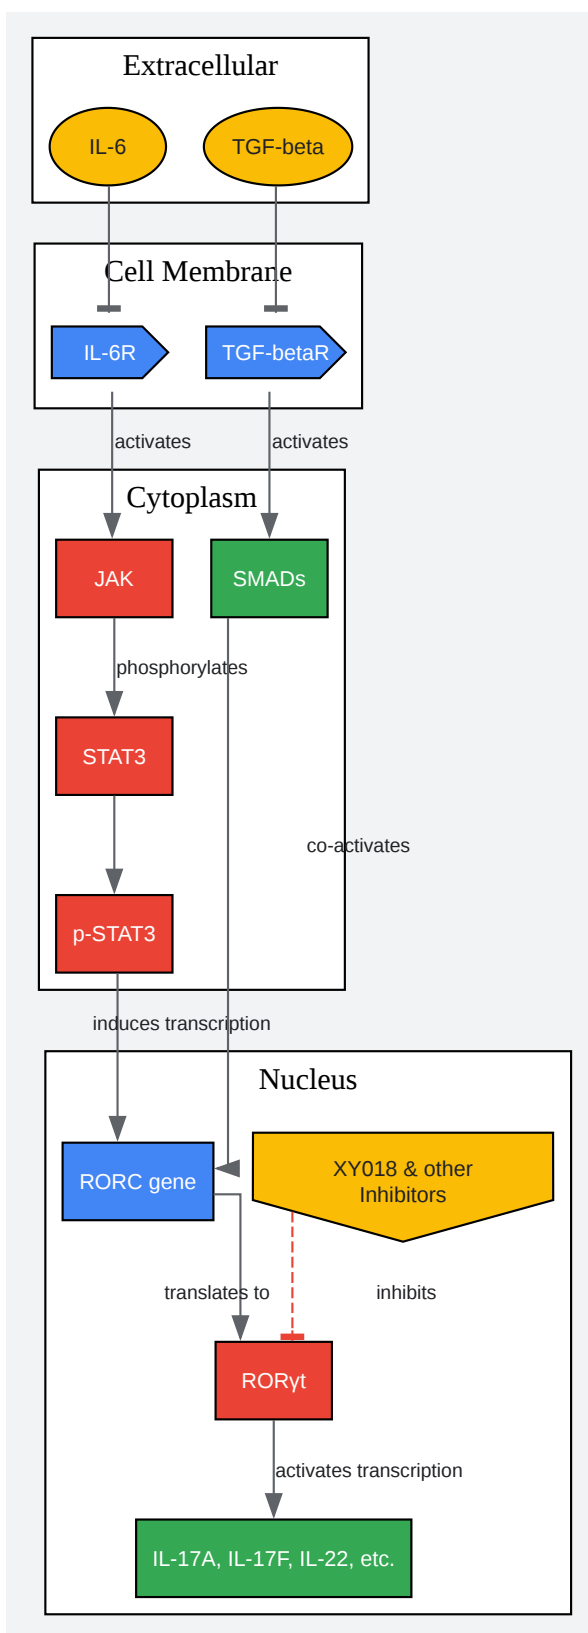 Extracellular
IL-6
TGF-beta
Cell Membrane
IL-6R
TGF-betaR
activates
activates
Cytoplasm
JAK
SMADs
phosphorylates
STAT3
co-activates
p-STAT3
induces transcription
Nucleus
XY018 & other
Inhibitors
RORC gene
translates to
inhibits
RORγt
activates transcription
IL-17A, IL-17F, IL-22, etc.